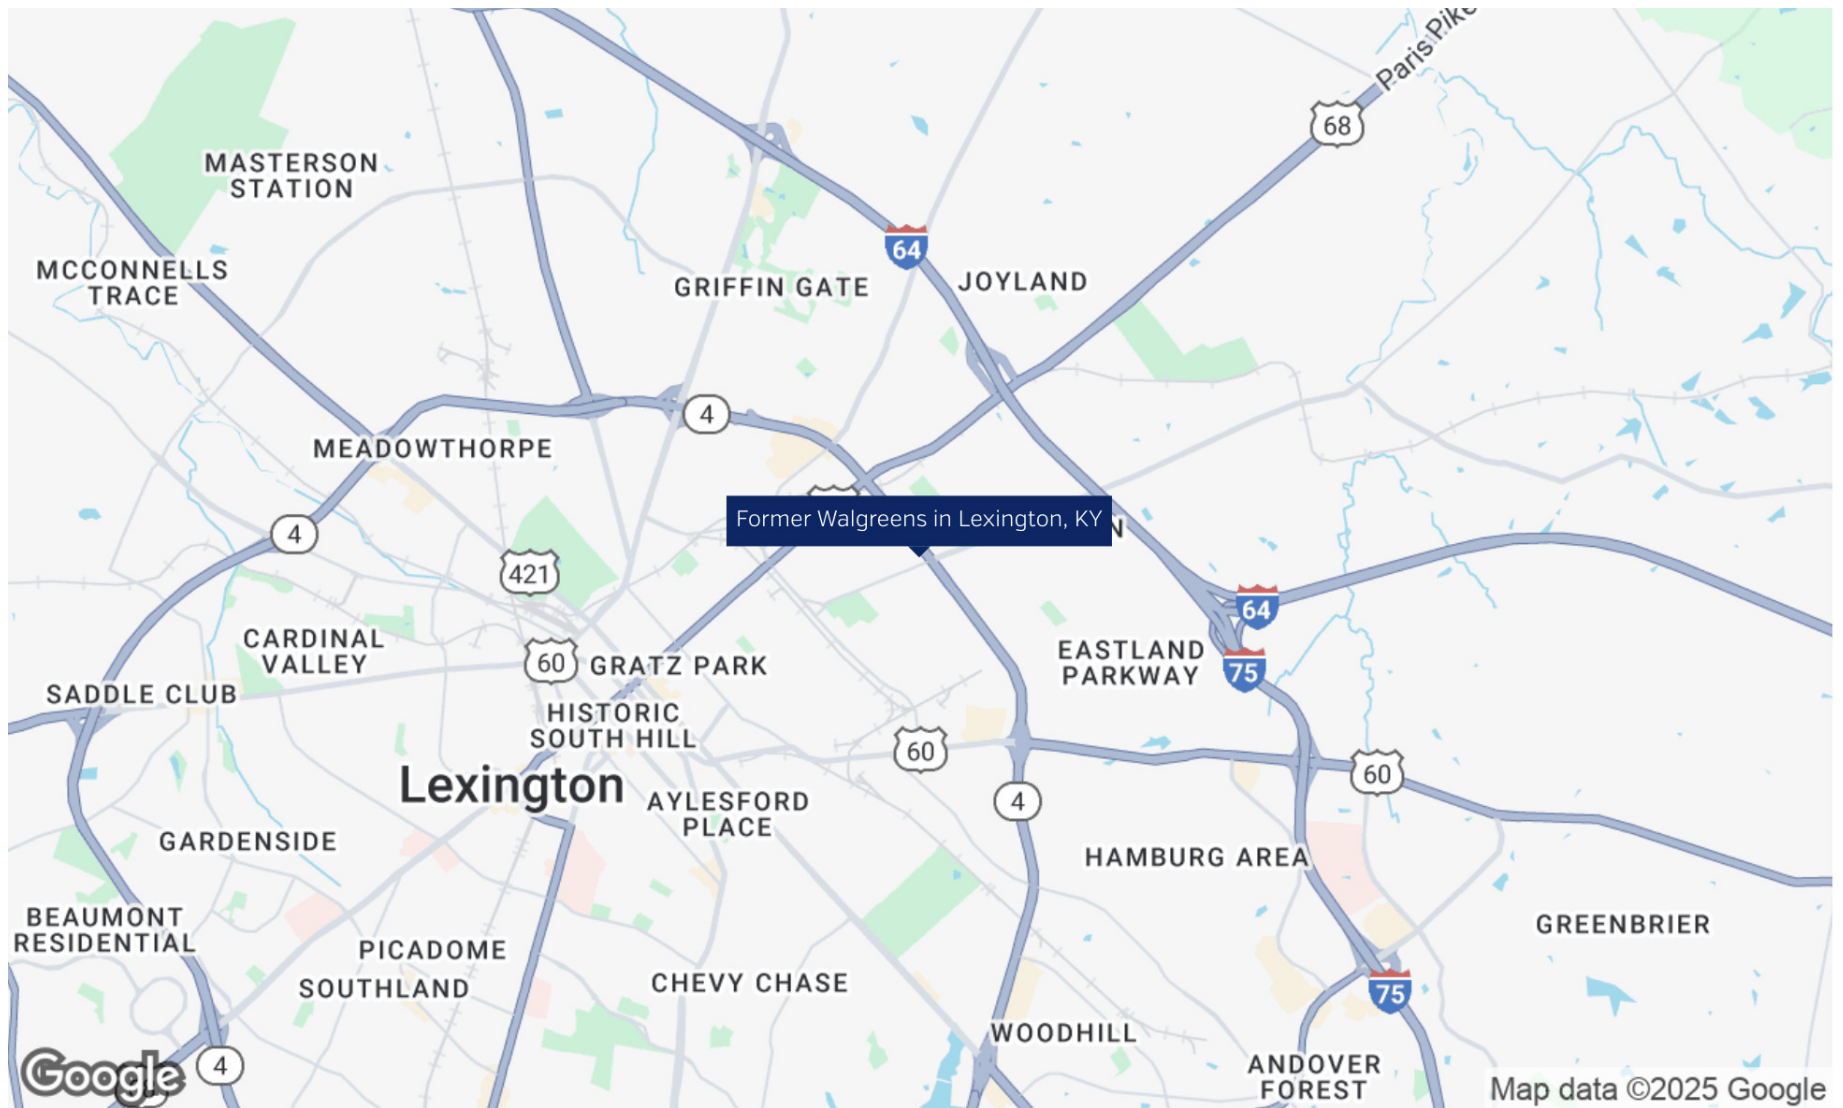 Paris Pike
68
MASTERSON
STATION
64
MCCONNELLS
TRACE
GRIFFIN GATE
JOYLAND
4
MEADOWTHORPE
Former Walgreens in Lexington, KY
N
4
421
64
CARDINAL
VALLEY
60
GRATZ PARK
EASTLAND
PARKWAY
75
SADDLE CLUB
HISTORIC
SOUTH HILL
60
60
Lexington
AYLESFORD
PLACE
4
GARDENSIDE
HAMBURG AREA
BEAUMONT
RESIDENTIAL
GREENBRIER
PICADOME
SOUTHLAND
CHEVY CHASE
75
WOODHILL
4
ANDOVER
FOREST
Google
Map data ©2025 Google